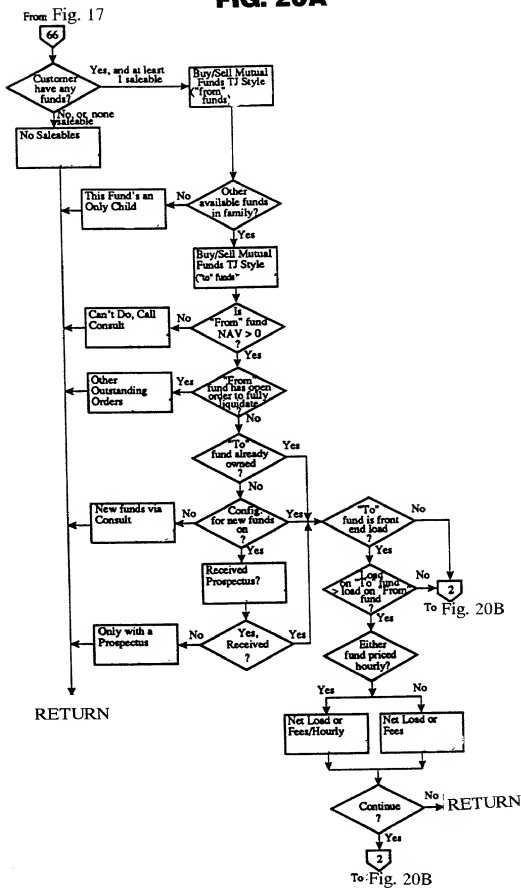 FIG. 20A
From Fig. 17
66
Customer
have any
funds?
Yes, and at least
1 saleable
Buy/Sell Mutual
Funds TJ Style
("from"
funds'
No, or none
saleable
No Saleables
Other
available funds
in family?
No
This Fund's an
Only Child
Yes
Buy/Sell Mutual
Funds TJ Style
("to" funds"
Is
"From" fund
NAV > 0
?
No
Can't Do, Call
Consult
Yes
"From"
fund has open
order to fully
liquidate
?
Yes
Other
Outstanding
Orders
No
"To"
fund already
owned
?
Yes
No
Config.
for new funds
on
?
No
New funds via
Consult
Yes
"To"
fund is front
end load
?
No
Yes
Received
Prospectus?
Yes
Load
on "To" fund
> load on "From"
fund
?
No
2
To Fig. 20B
Yes,
Received
?
No
Only with a
Prospectus
Yes
Yes
Either
fund priced
hourly?
RETURN
Yes
No
Net Load or
Fees/Hourly
Net Load or
Fees
Continue
?
No
RETURN
Yes
2
To Fig. 20B